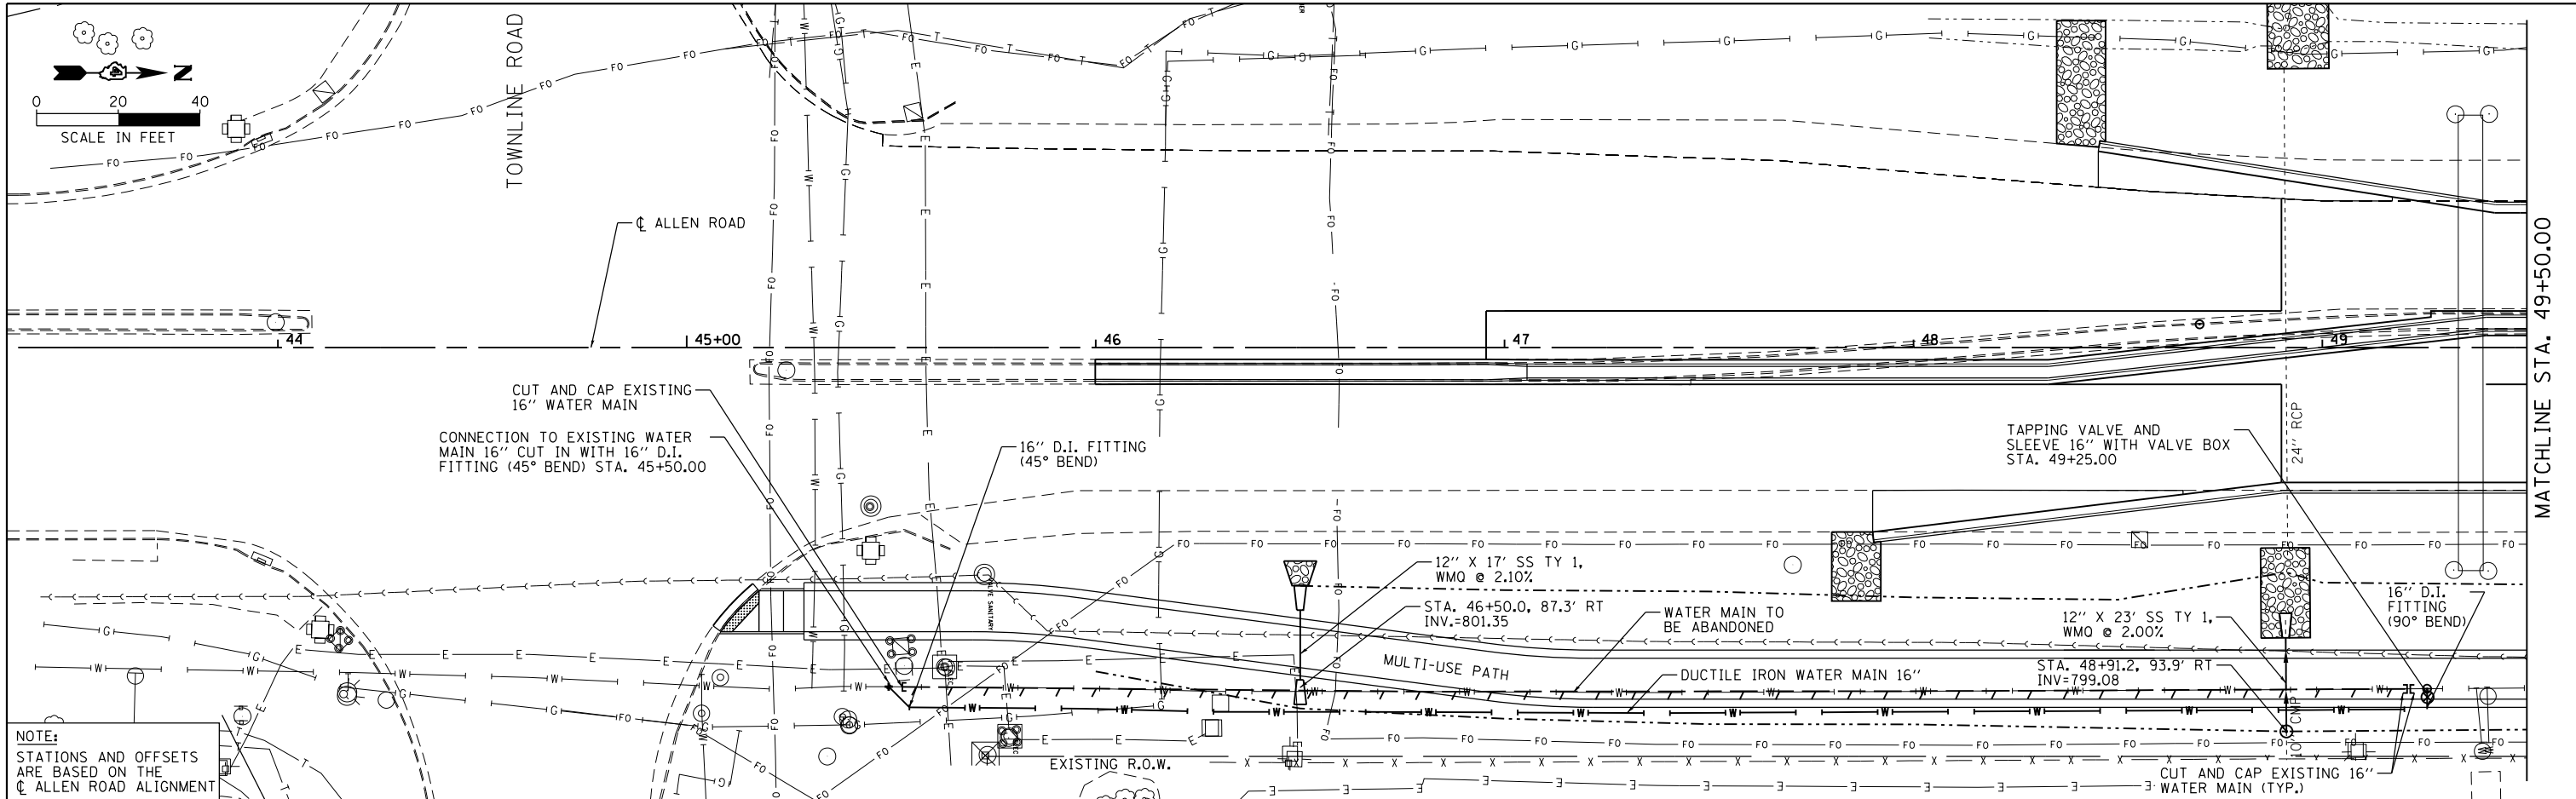 TOWNLINE ROAD
N
0 20 40
SCALE IN FEET
℄ ALLEN ROAD
44
45+00
46
47
48
49
MATCHLINE STA. 49+50.00
CUT AND CAP EXISTING
16'' WATER MAIN
CONNECTION TO EXISTING WATER
MAIN 16'' CUT IN WITH 16'' D.I.
FITTING (45° BEND) STA. 45+50.00
16'' D.I. FITTING
(45° BEND)
TAPPING VALVE AND
SLEEVE 16'' WITH VALVE BOX
STA. 49+25.00
24'' RCP
12'' X 17' SS TY 1,
WMQ @ 2.10%
STA. 46+50.0, 87.3' RT
INV.=801.35
WATER MAIN TO
BE ABANDONED
12'' X 23' SS TY 1,
WMQ @ 2.00%
16'' D.I.
FITTING
(90° BEND)
MULTI-USE PATH
DUCTILE IRON WATER MAIN 16''
STA. 48+91.2, 93.9' RT
INV=799.08
SANITARY
CMP
NOTE:
STATIONS AND OFFSETS
ARE BASED ON THE
℄ ALLEN ROAD ALIGNMENT
EXISTING R.O.W.
CUT AND CAP EXISTING 16''
WATER MAIN (TYP.)